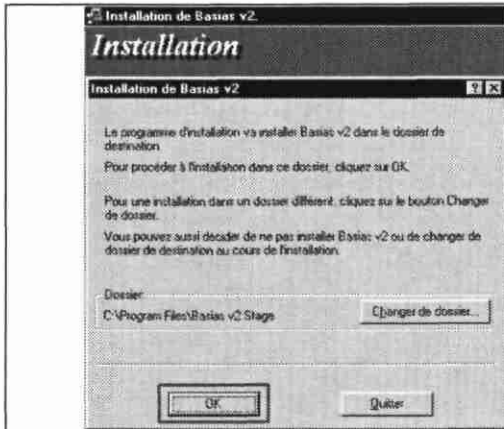 Installation de Basias v2.
Installation
Installation de Basias v2
Le programme d'installation va installer Basias v2 dans le dossier de
destination.
Pour procéder à l'installation dans ce dossier, cliquez sur OK.
Pour une installation dans un dossier différent, cliquez sur le bouton Changer
de dossier.
Vous pouvez aussi décider de ne pas installer Basias v2 ou de changer de
dossier de destination au cours de l'installation.
Dossier
C:\Program Files\Basias v2 Stage
Changer de dossier...
OK
Quitter